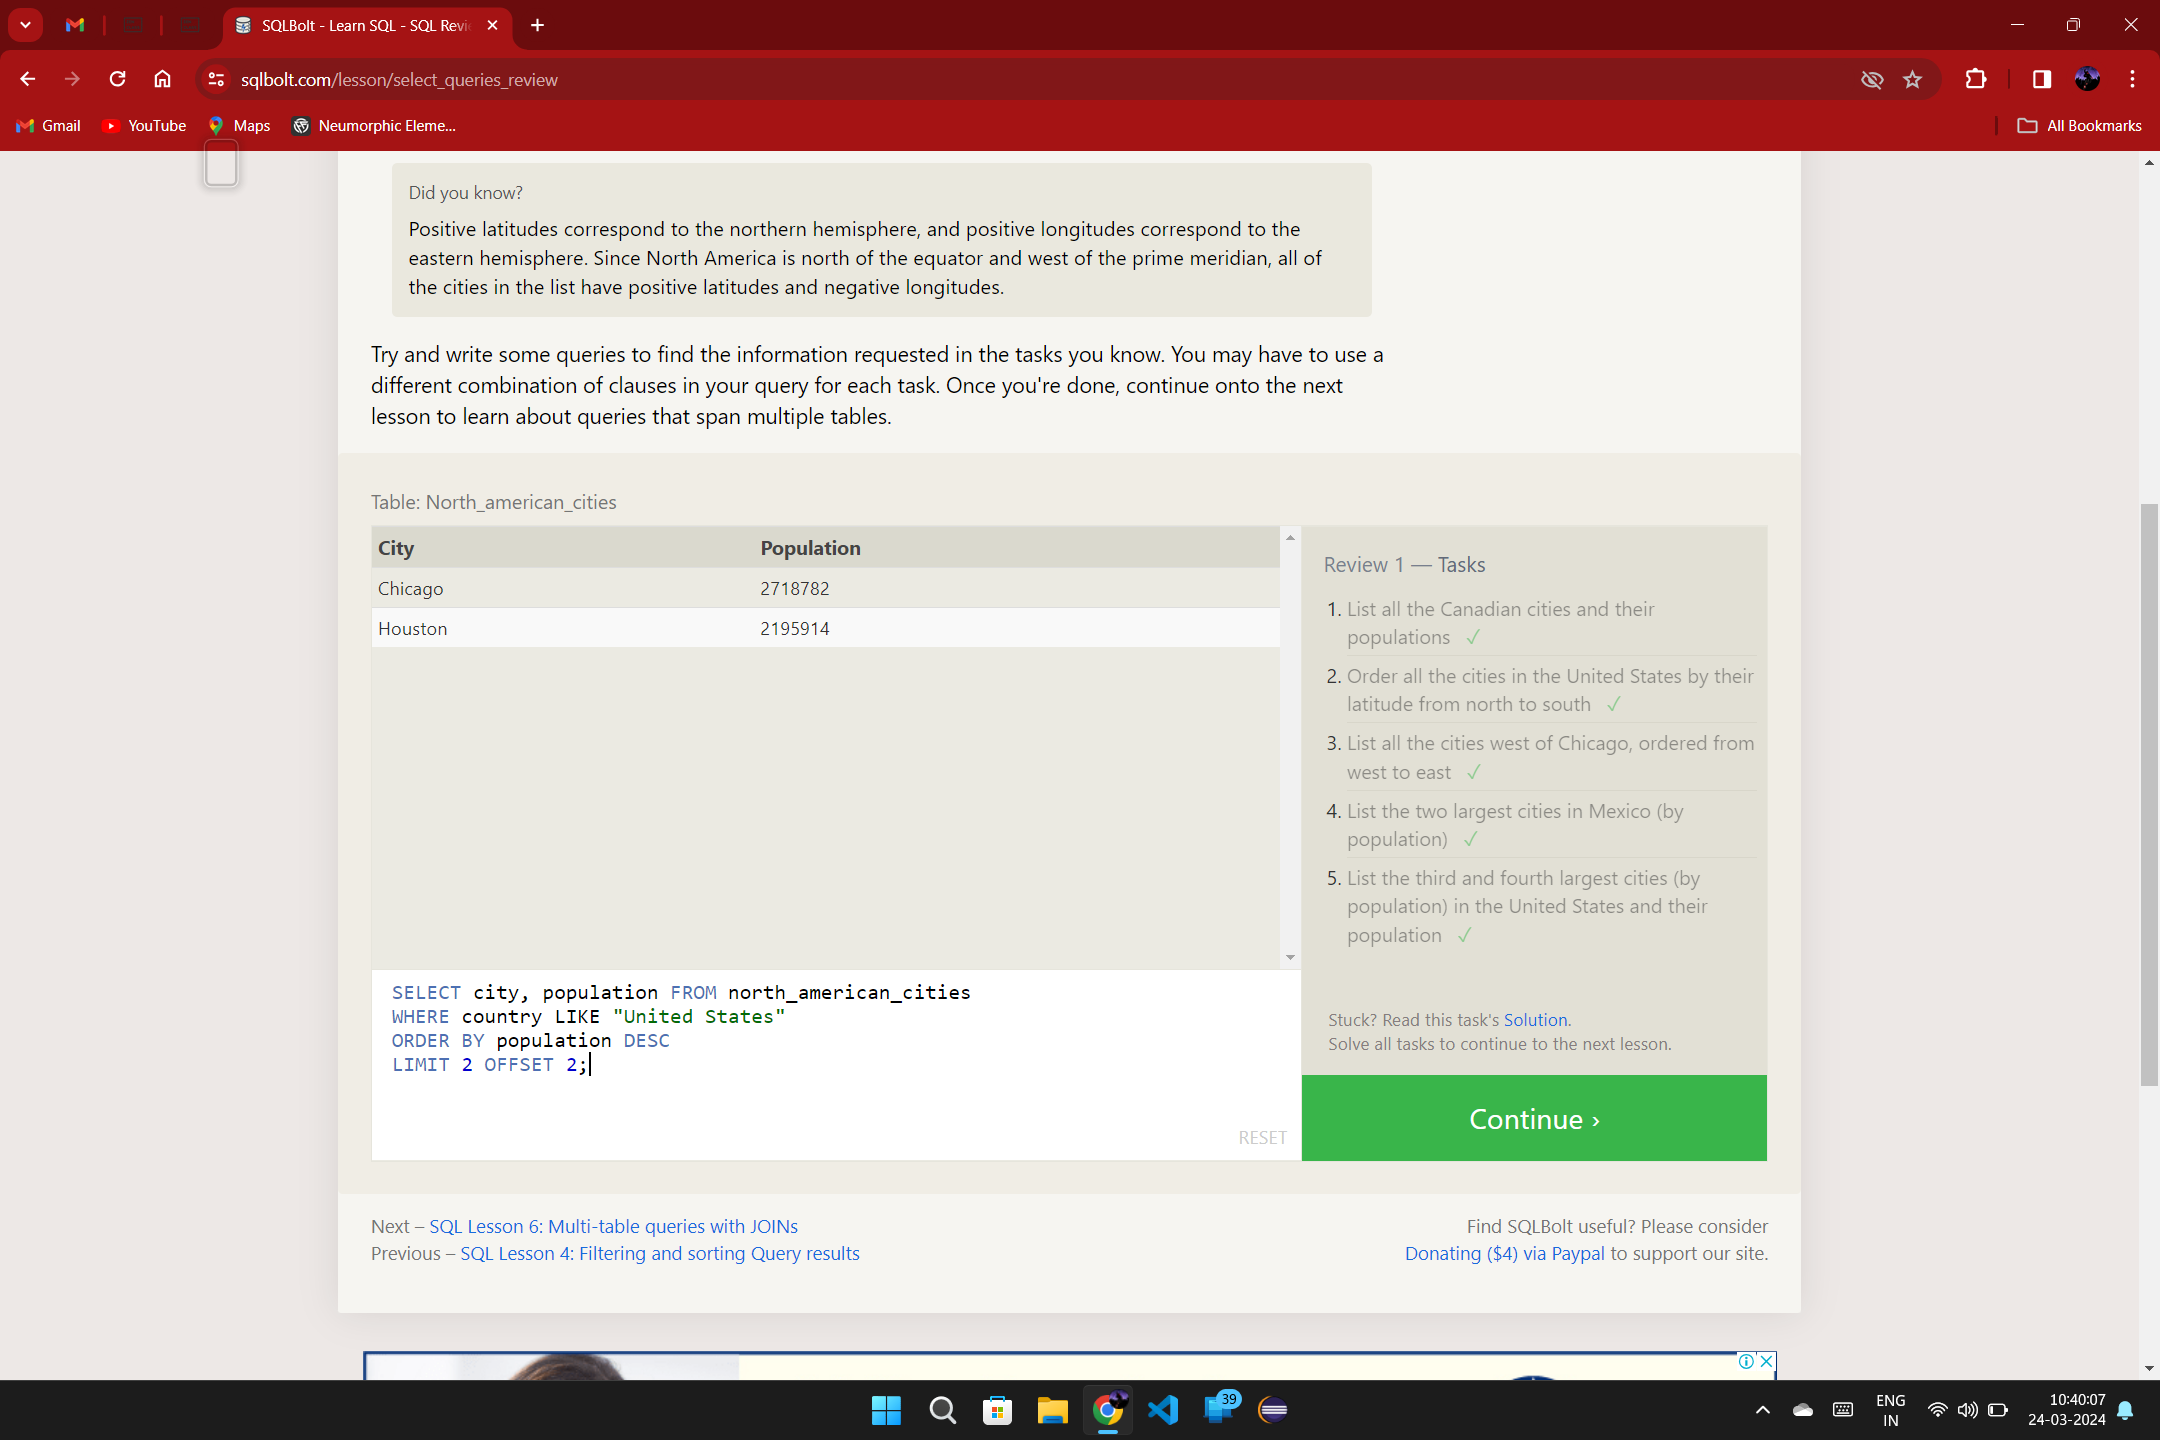 SQLBolt - Learn SQL - SQL Revi
sqlbolt.com/lesson/select_queries_review
Gmail
YouTube
Maps
Neumorphic Eleme...
All Bookmarks
Did you know?
Positive latitudes correspond to the northern hemisphere, and positive longitudes correspond to the
eastern hemisphere. Since North America is north of the equator and west of the prime meridian, all of
the cities in the list have positive latitudes and negative longitudes.
Try and write some queries to find the information requested in the tasks you know. You may have to use a
different combination of clauses in your query for each task. Once you're done, continue onto the next
lesson to learn about queries that span multiple tables.
Table: North_american_cities
City Population
Chicago 2718782
Houston 2195914
SELECT city, population FROM north_american_cities
WHERE country LIKE "United States"
ORDER BY population DESC
LIMIT 2 OFFSET 2;
RESET
Review 1 — Tasks
1. List all the Canadian cities and their
populations ✓
2. Order all the cities in the United States by their
latitude from north to south ✓
3. List all the cities west of Chicago, ordered from
west to east ✓
4. List the two largest cities in Mexico (by
population) ✓
5. List the third and fourth largest cities (by
population) in the United States and their
population ✓
Stuck? Read this task's Solution.
Solve all tasks to continue to the next lesson.
Continue ›
Next – SQL Lesson 6: Multi-table queries with JOINs
Previous – SQL Lesson 4: Filtering and sorting Query results
Find SQLBolt useful? Please consider
Donating ($4) via Paypal to support our site.
39
ENG
IN
10:40:07
24-03-2024